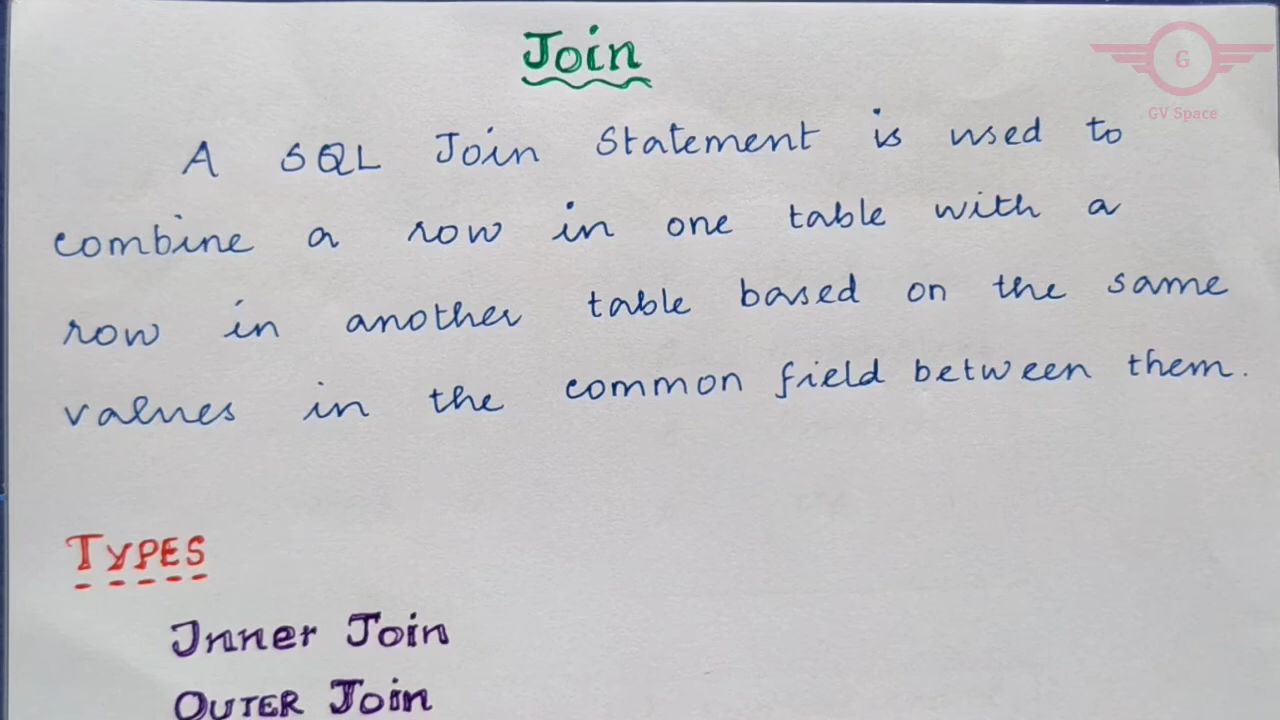 Join
G
GV Space
A SQL Join Statement is used to
combine a row in one table with a
row in another table based on the same
values in the common field between them.
TYPES
Inner Join
OUTER Join